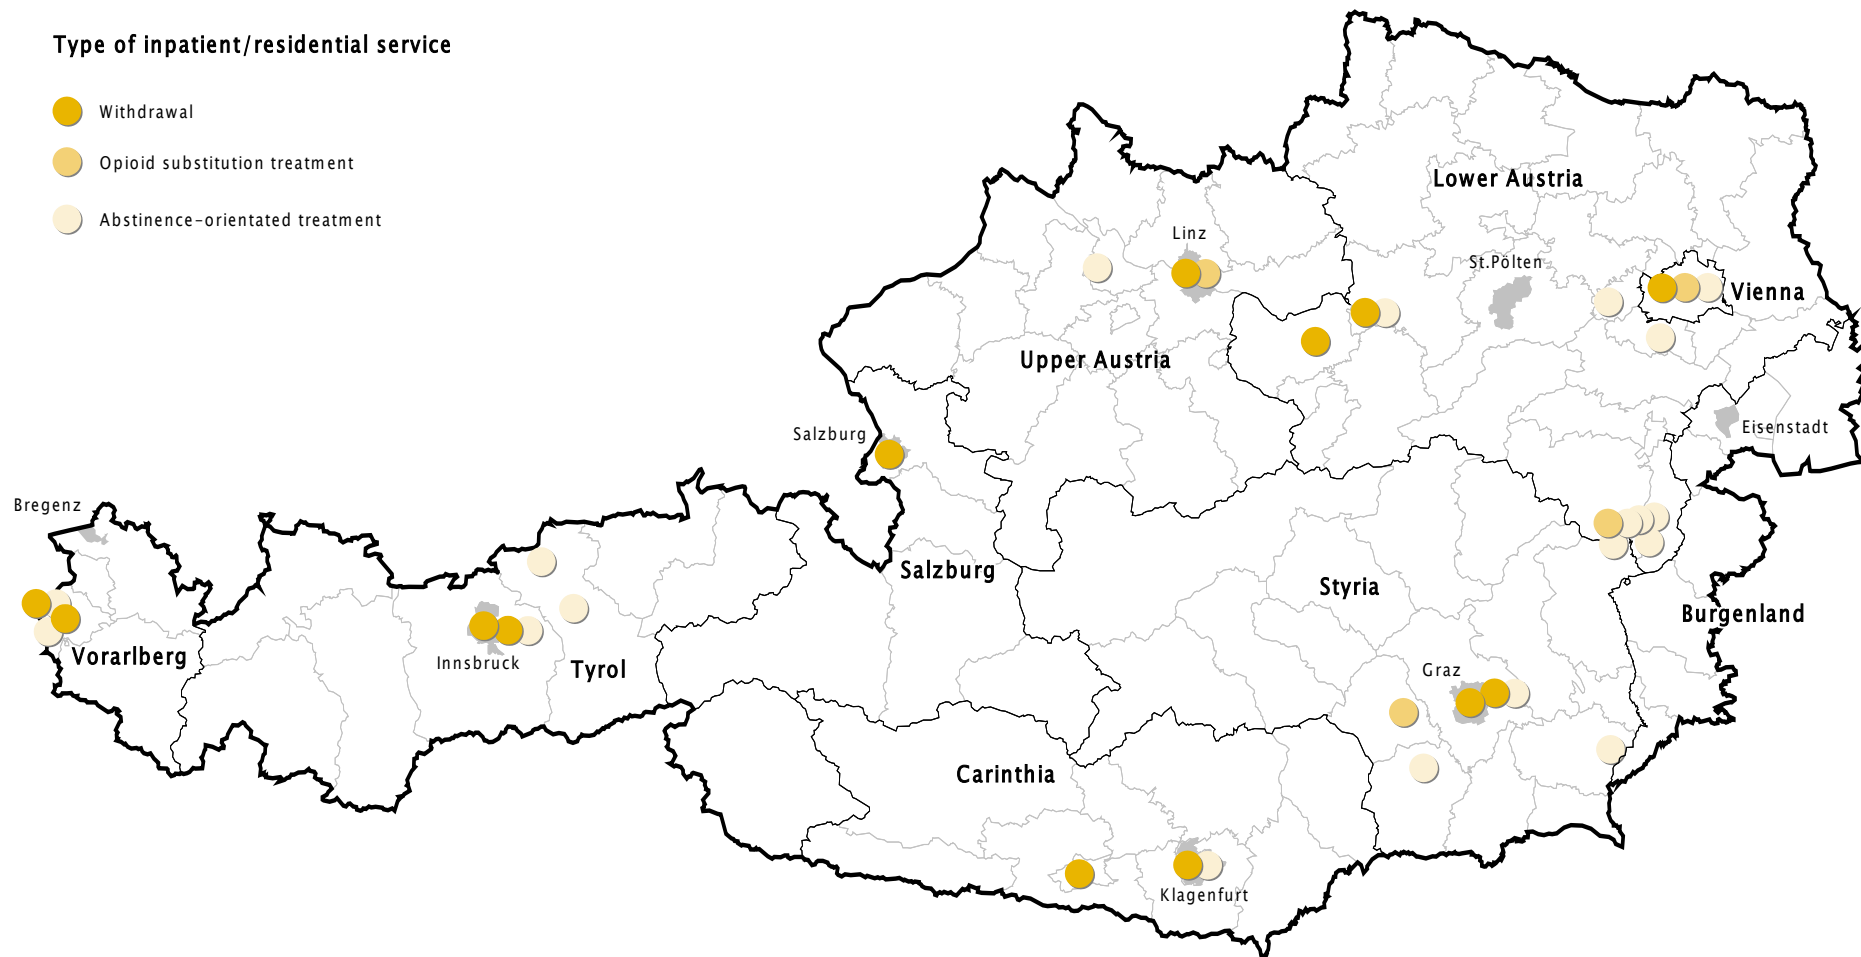 Type of inpatient/residential service
Withdrawal
Opioid substitution treatment
Abstinence-orientated treatment
Lower Austria
Linz
St.Pölten
Vienna
Upper Austria
Salzburg
Eisenstadt
Bregenz
Salzburg
Styria
Burgenland
Vorarlberg
Innsbruck
Tyrol
Graz
Carinthia
Klagenfurt